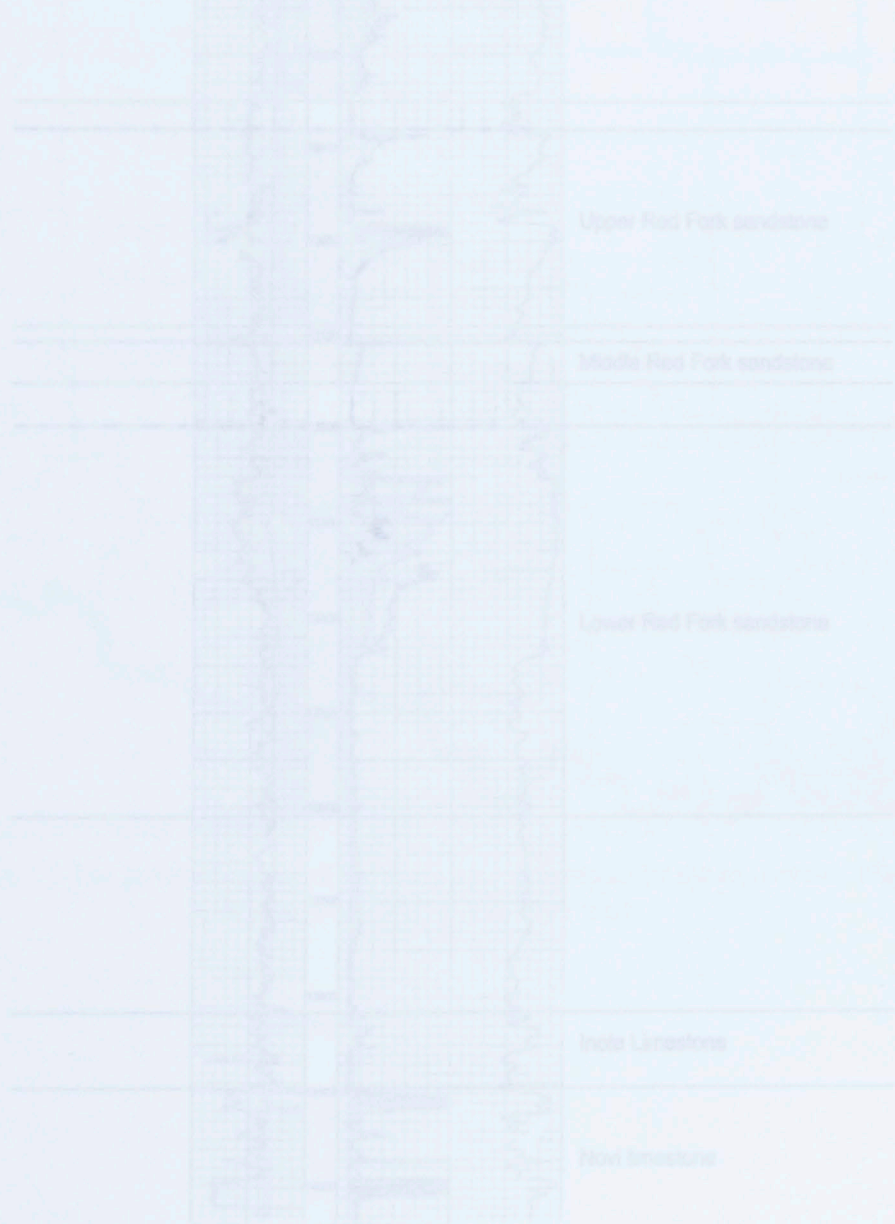 Upper Red Fork sandstone
Middle Red Fork sandstone
Lower Red Fork sandstone
Inola Limestone
Novi limestone